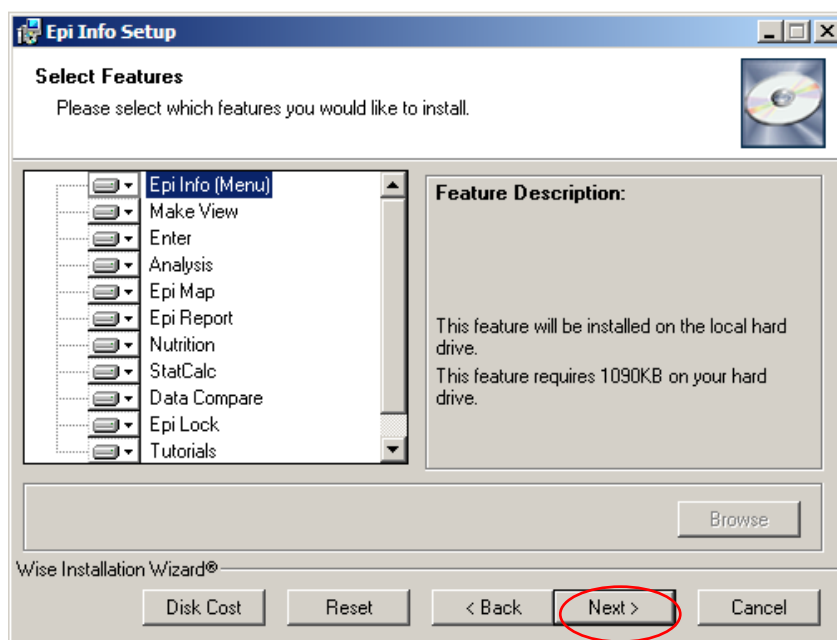 Epi Info Setup
Select Features
Please select which features you would like to install.
Epi Info (Menu)
Make View
Enter
Analysis
Epi Map
Epi Report
Nutrition
StatCalc
Data Compare
Epi Lock
Tutorials
Feature Description:
This feature will be installed on the local hard
drive.
This feature requires 1090KB on your hard
drive.
Browse
Wise Installation Wizard®
Disk Cost
Reset
< Back
Next >
Cancel